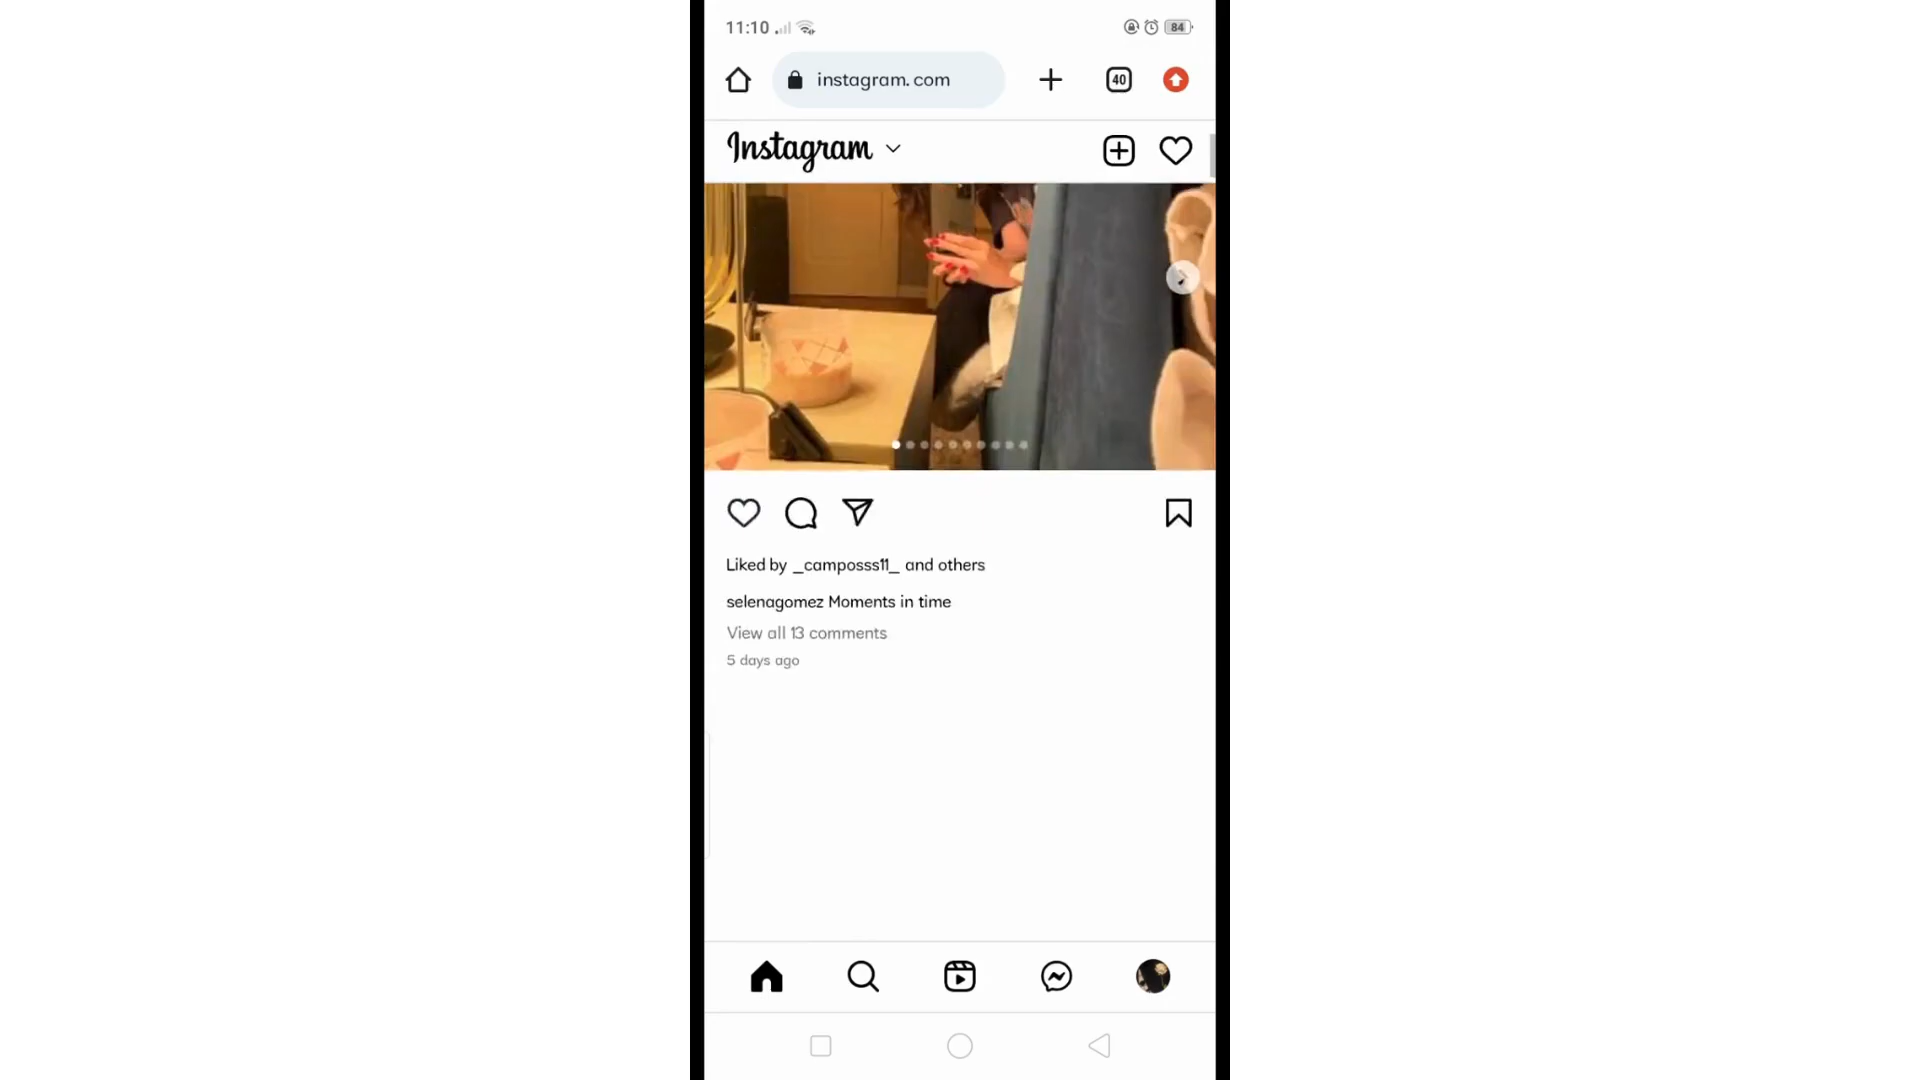 11:10
84
instagram.com
40
Instagram
Liked by _camposss11_ and others
selenagomez Moments in time
View all 13 comments
5 days ago